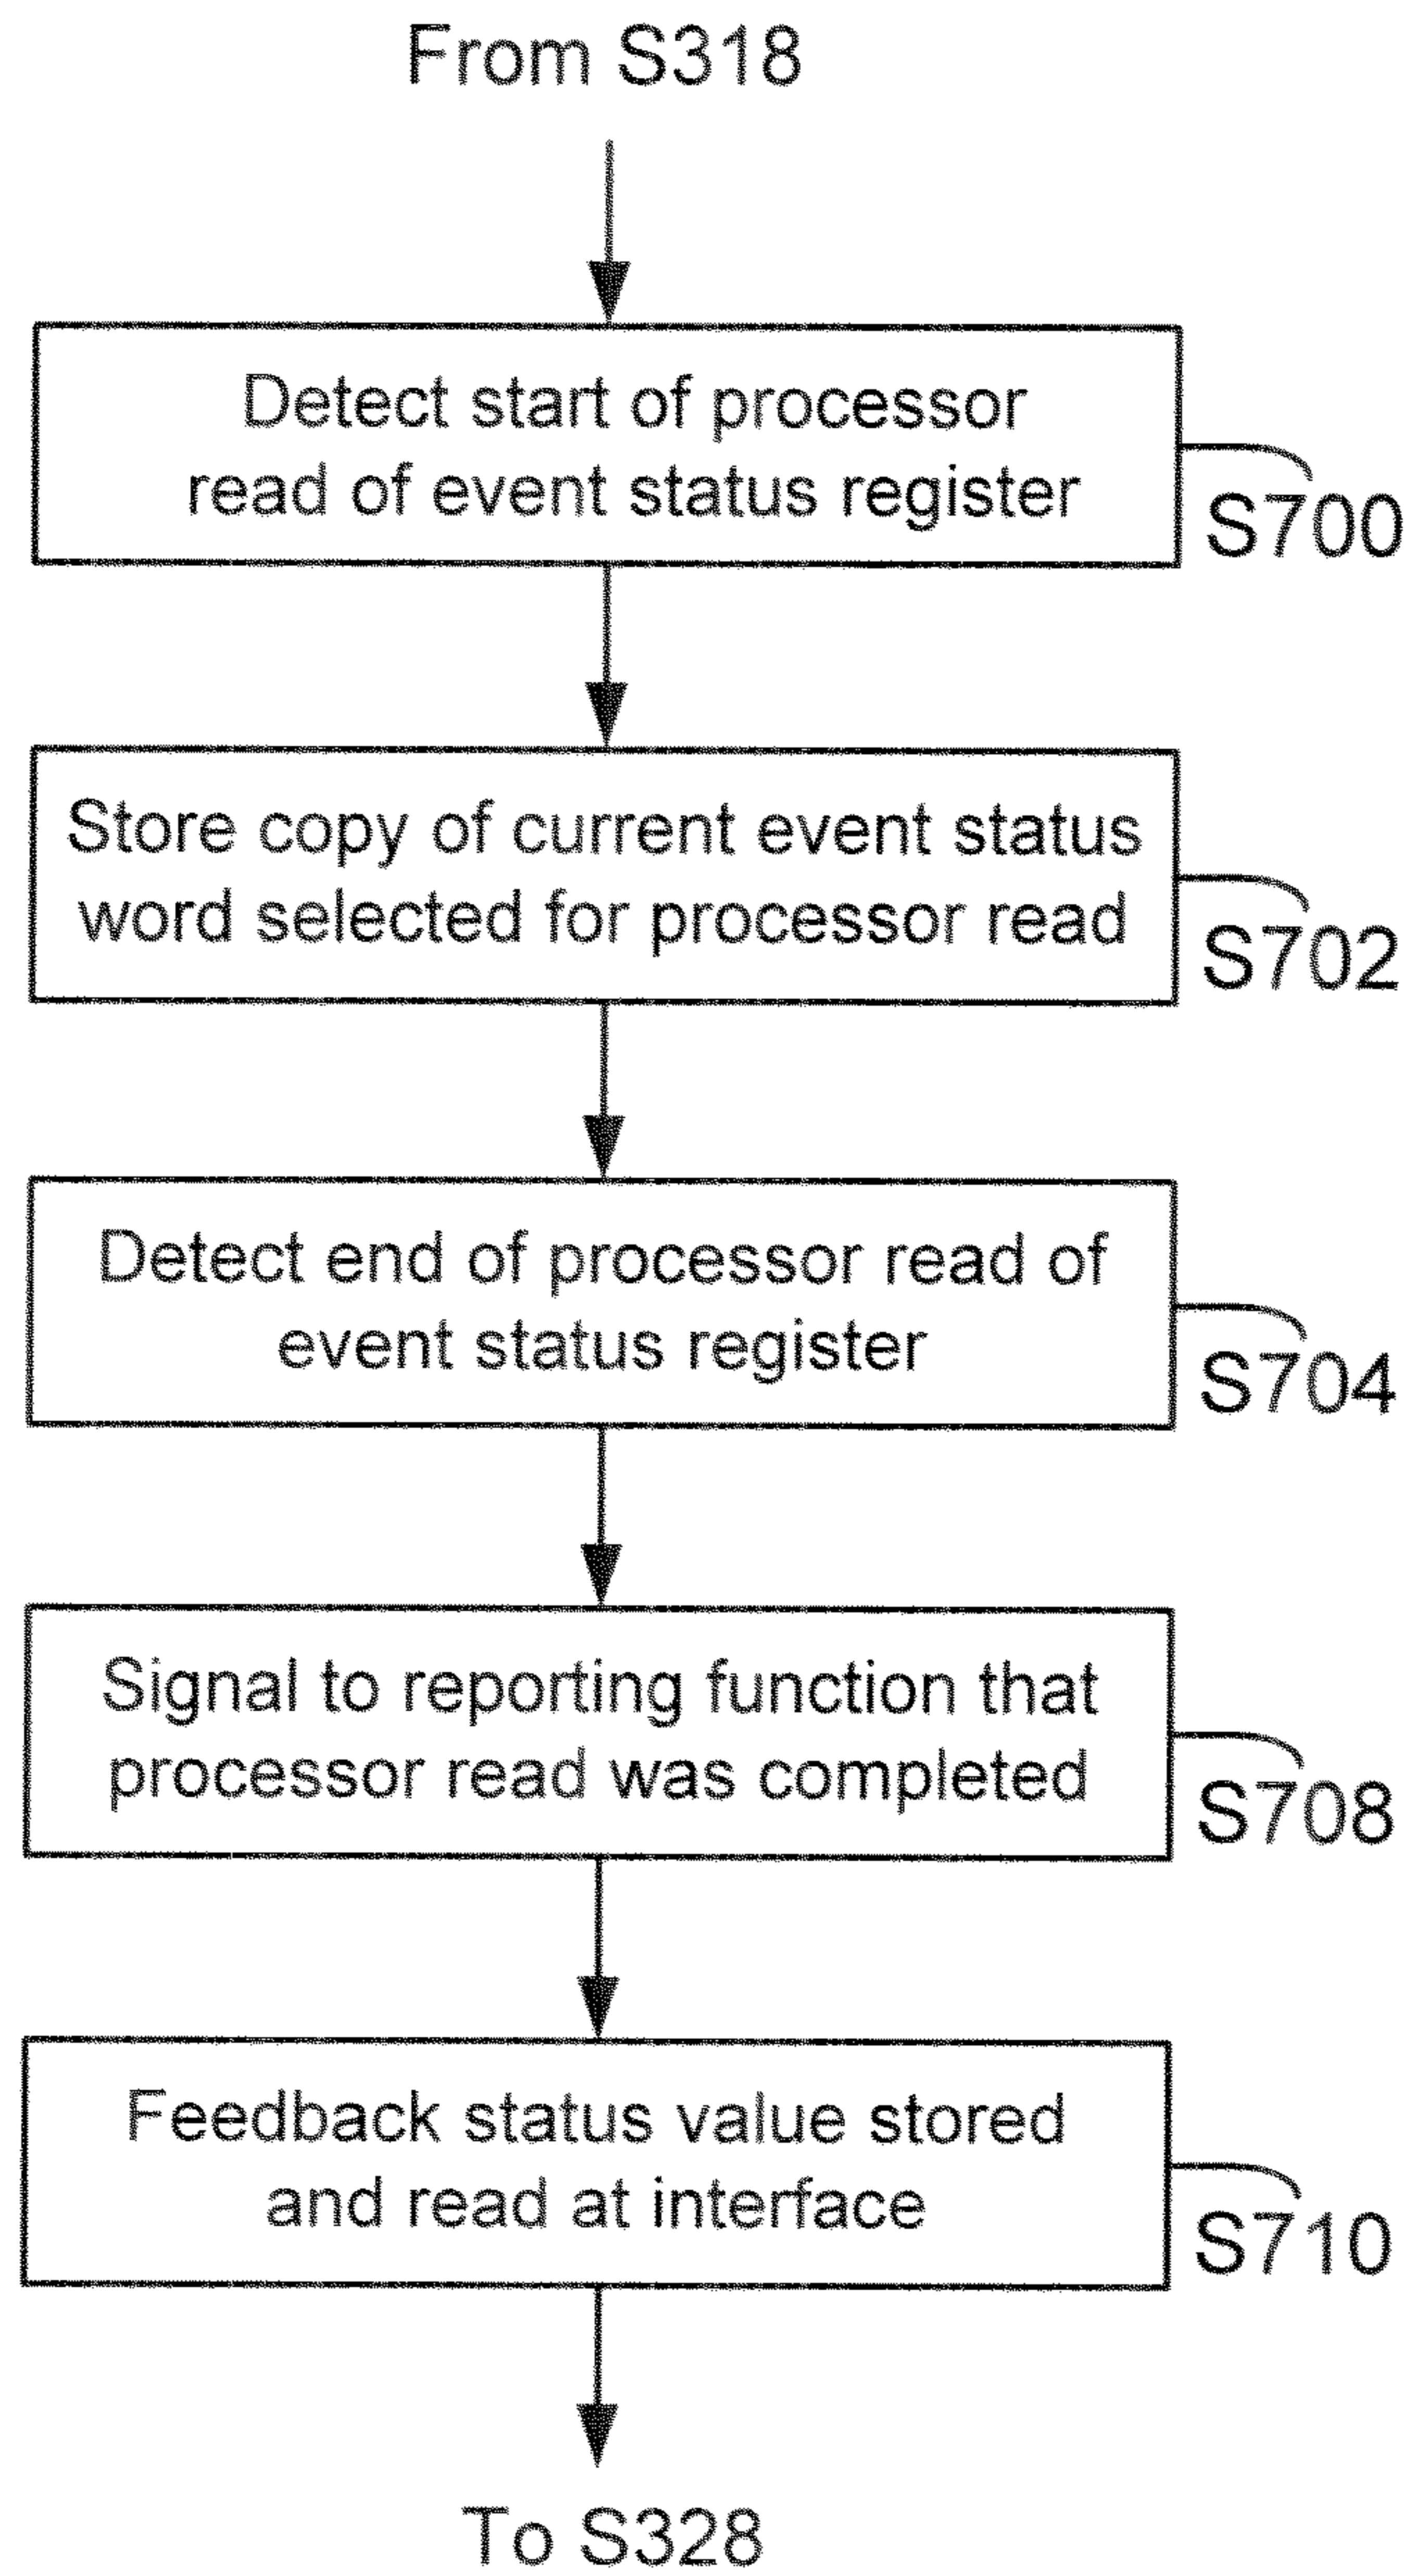 From S318
Detect start of processor
read of event status register
S700
Store copy of current event status
word selected for processor read
S702
Detect end of processor read of
event status register
S704
Signal to reporting function that
processor read was completed
S708
Feedback status value stored
and read at interface
S710
To S328